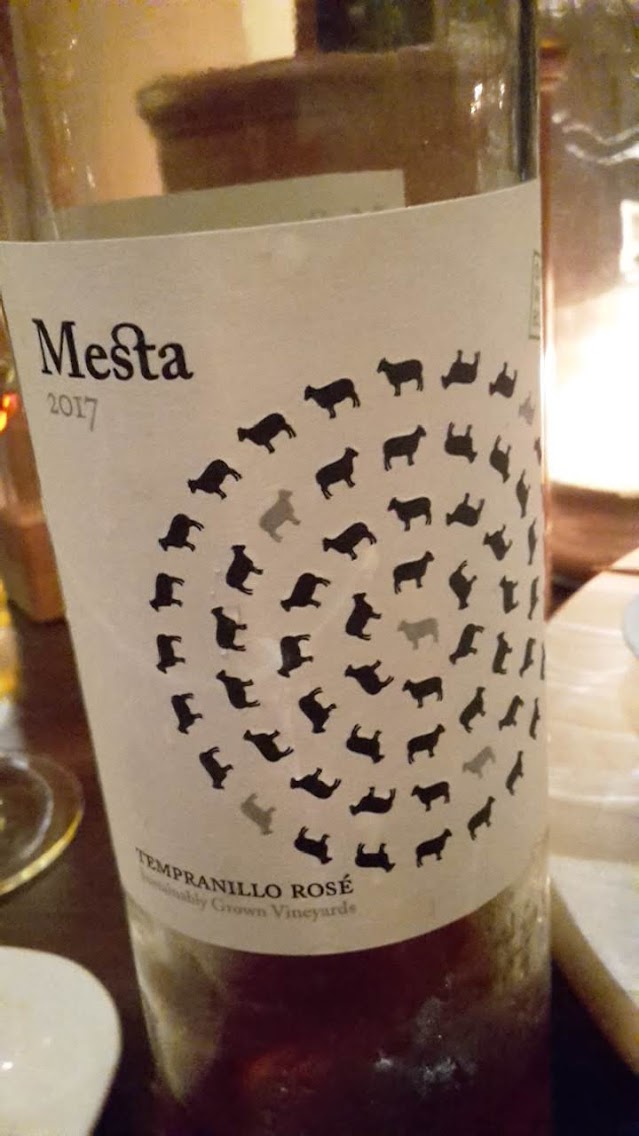 Mesta
2017
TEMPRANILLO ROSÉ
Sustainably Grown Vineyards